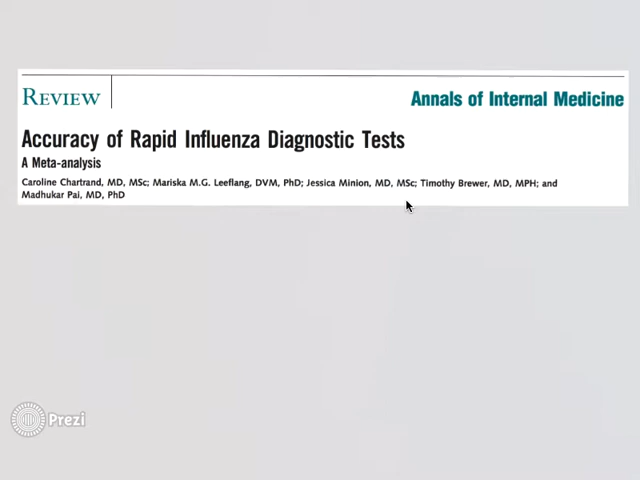 REVIEW
Annals of Internal Medicine
Accuracy of Rapid Influenza Diagnostic Tests
A Meta-analysis
Caroline Chartrand, MD, MSc; Mariska M.G. Leeflang, DVM, PhD; Jessica Minion, MD, MSc; Timothy Brewer, MD, MPH; and
Madhukar Pai, MD, PhD
Prezi